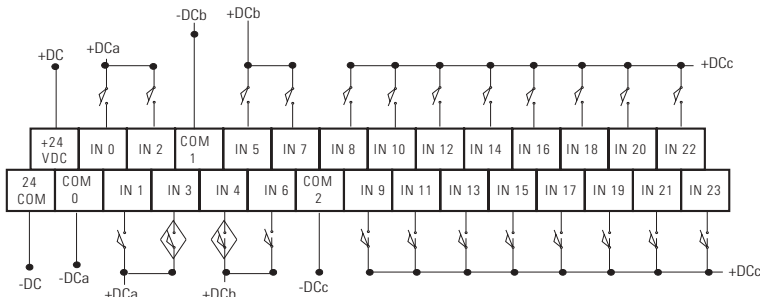 -DCb +DCb
+DC +DCa +DCc
+24 VDC IN 0 IN 2 COM 1 IN 5 IN 7 IN 8 IN 10 IN 12 IN 14 IN 16 IN 18 IN 20 IN 22
24 COM COM 0 IN 1 IN 3 IN 4 IN 6 COM 2 IN 9 IN 11 IN 13 IN 15 IN 17 IN 19 IN 21 IN 23
-DC -DCa +DCa +DCb -DCc +DCc